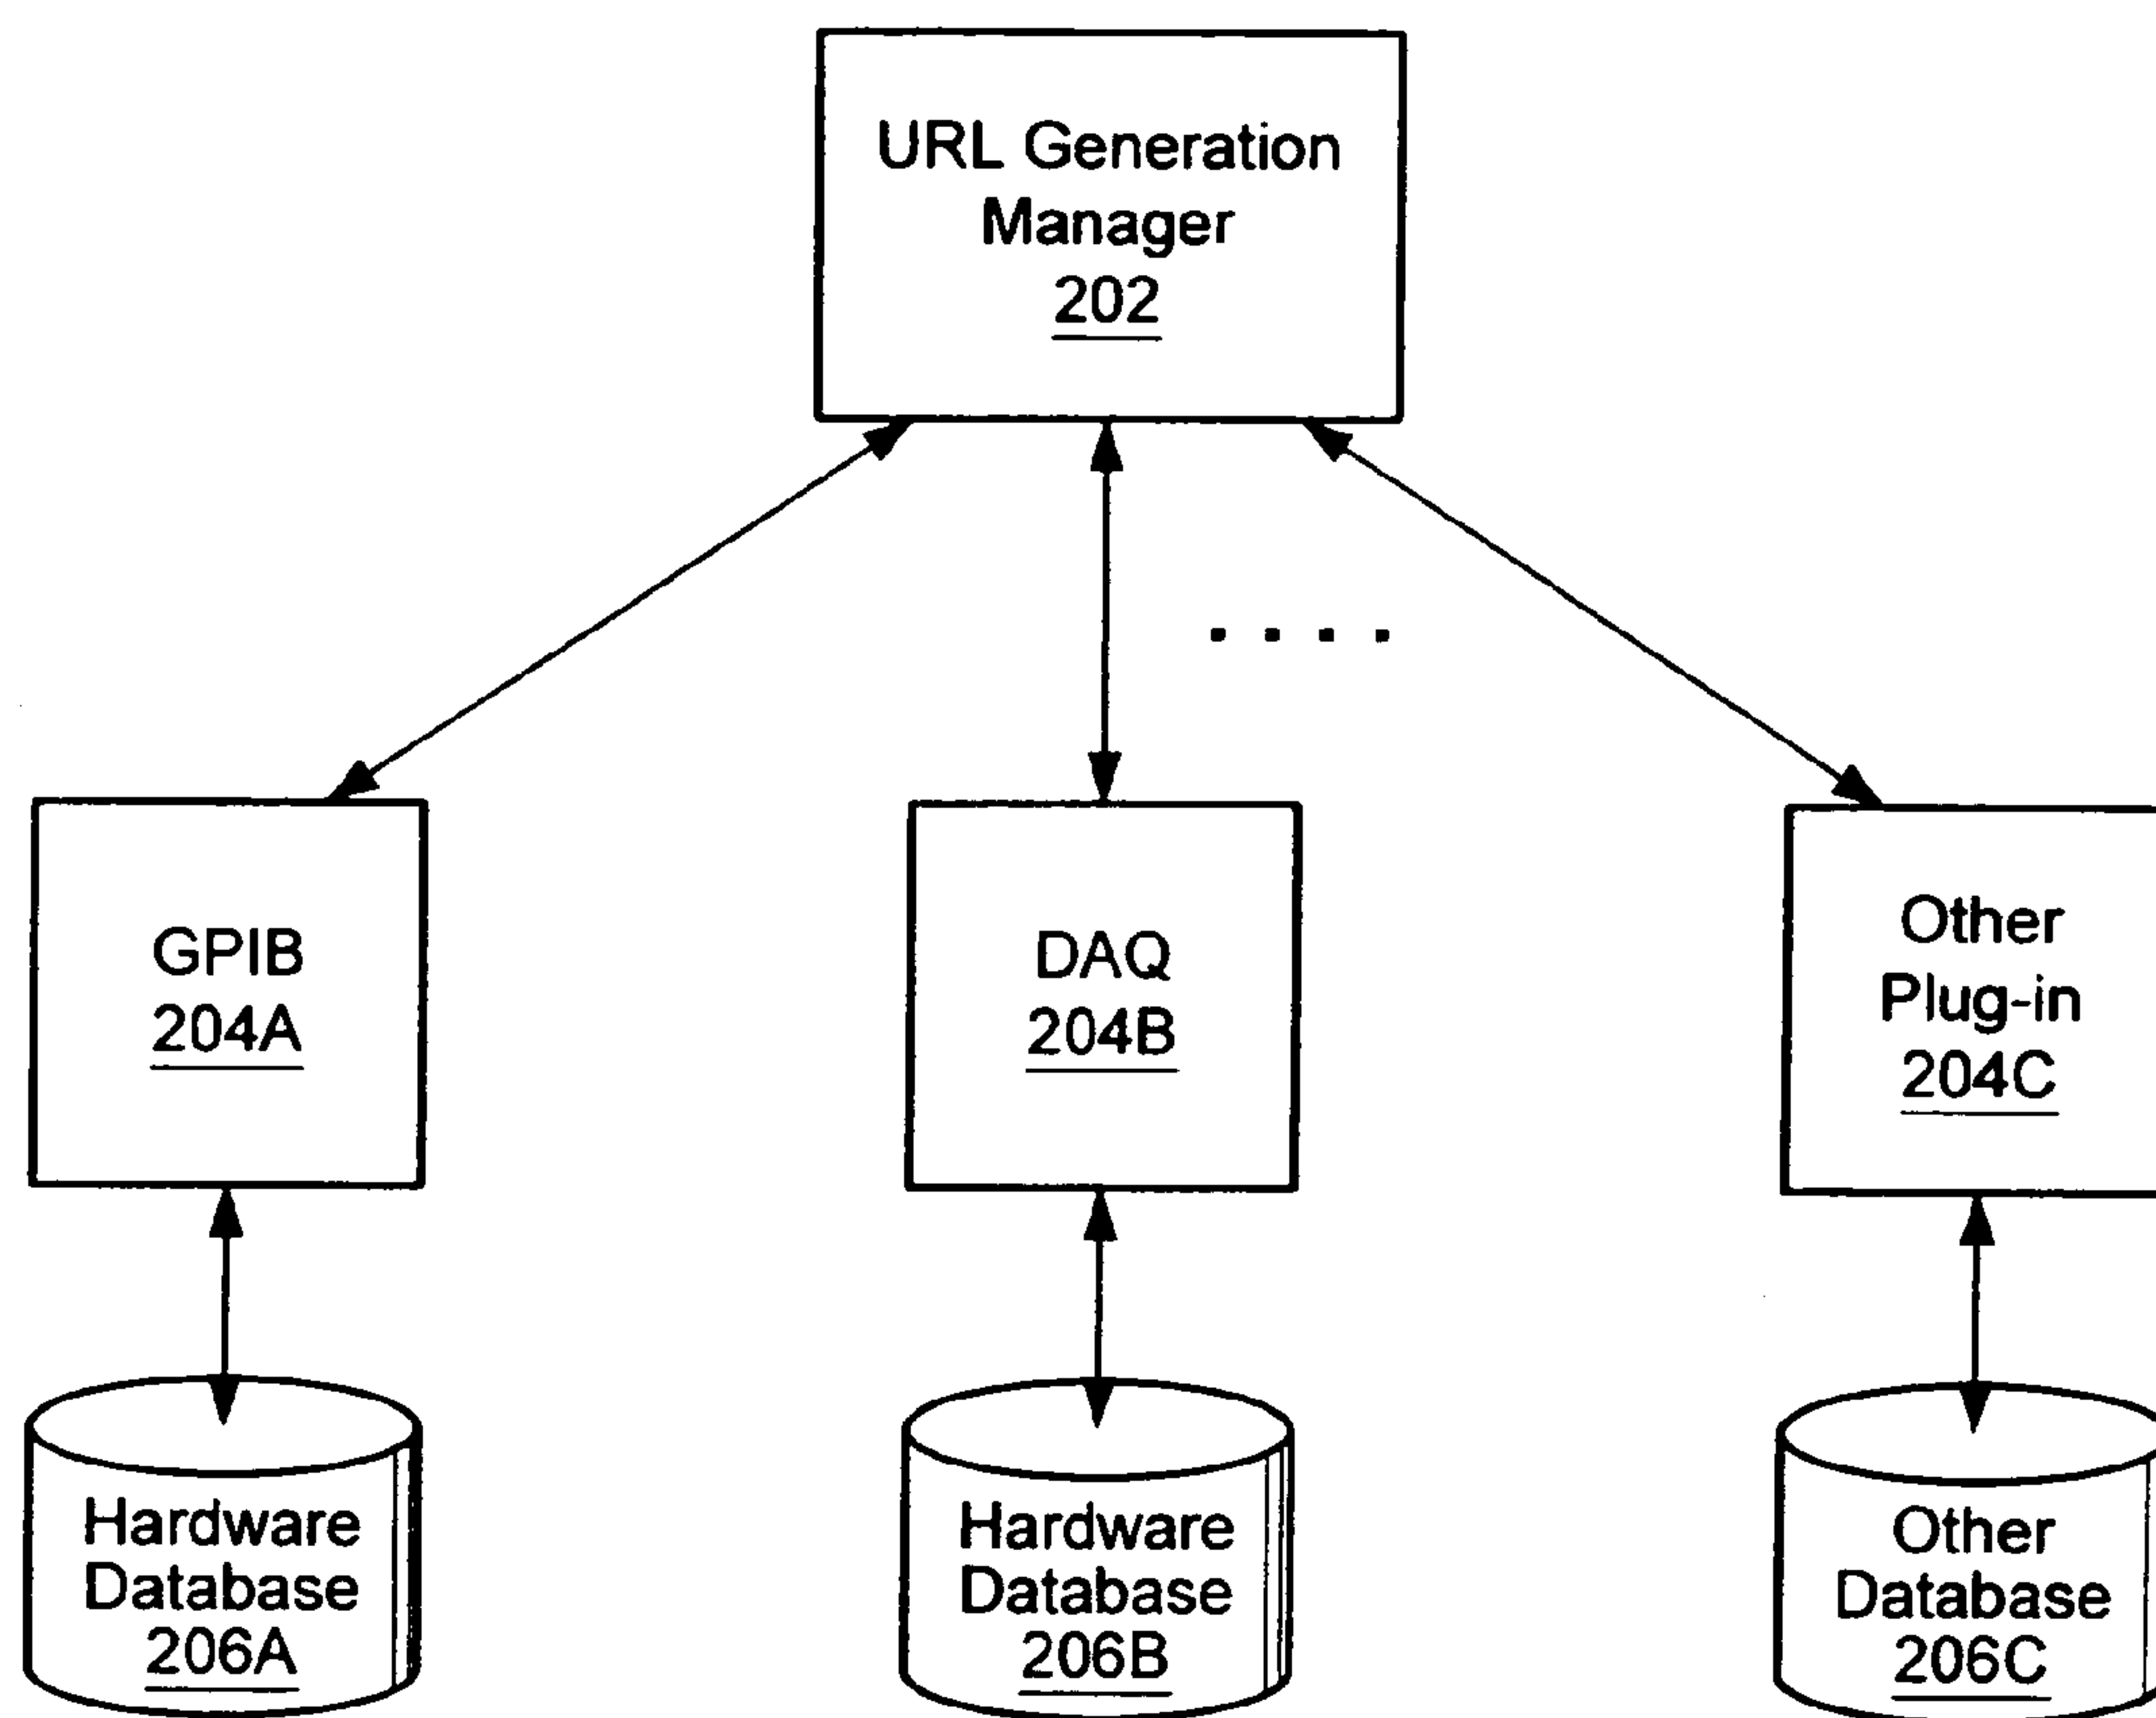 URL Generation
Manager
202
GPIB
204A
DAQ
204B
Other
Plug-in
204C
Hardware
Database
206A
Hardware
Database
206B
Other
Database
206C